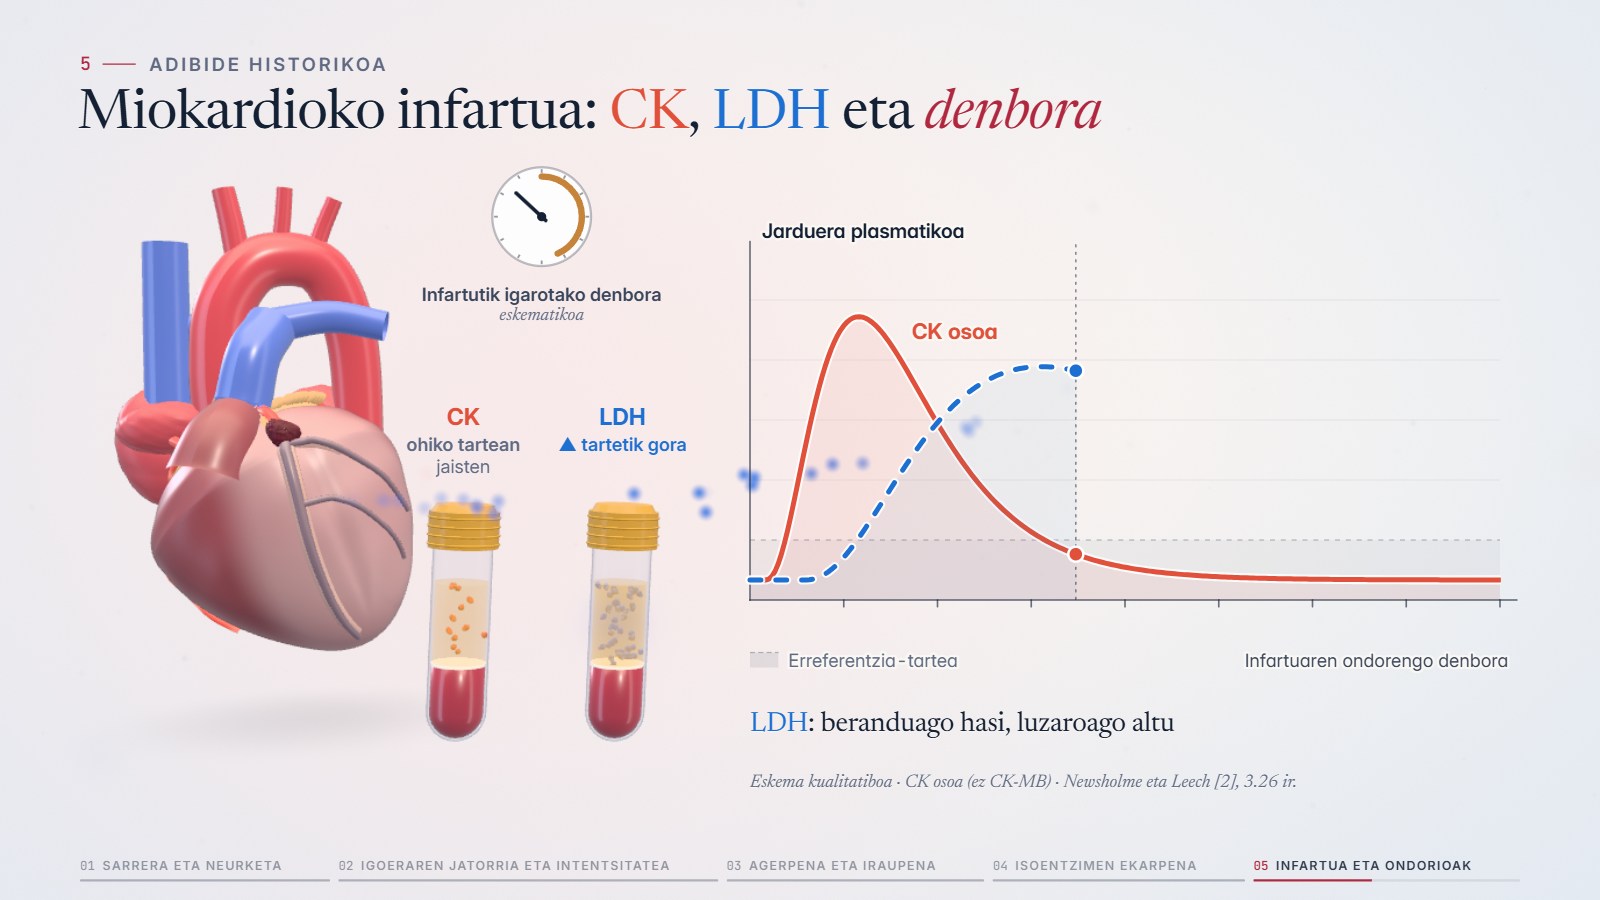 5 — ADIBIDE HISTORIKOA
Miokardioko infartua: CK, LDH eta denbora
Infartutik igarotako denbora
eskematikoa
CK
ohiko tartean
jaisten
LDH
▲ tartetik gora
Jarduera plasmatikoa
CK osoa
Erreferentzia-tartea
Infartuaren ondorengo denbora
LDH: beranduago hasi, luzaroago altu
Eskema kualitatiboa · CK osoa (ez CK-MB) · Newsholme eta Leech [2], 3.26 ir.
01 SARRERA ETA NEURKETA
02 IGOERAREN JATORRIA ETA INTENTSITATEA
03 AGERPENA ETA IRAUPENA
04 ISOENTZIMEN EKARPENA
05 INFARTUA ETA ONDORIOAK